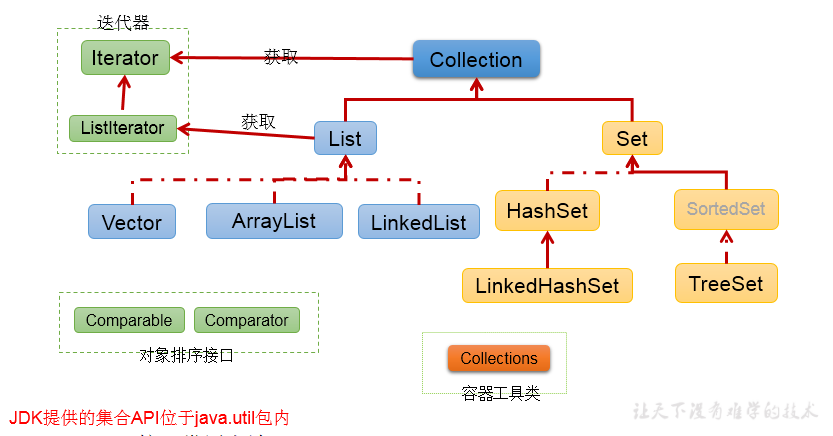 迭代器
Iterator
获取
Collection
ListIterator
获取
List
Set
Vector
ArrayList
LinkedList
HashSet
SortedSet
LinkedHashSet
TreeSet
Comparable
Comparator
对象排序接口
Collections
容器工具类
让天下没有难学的技术
JDK提供的集合API位于java.util包内